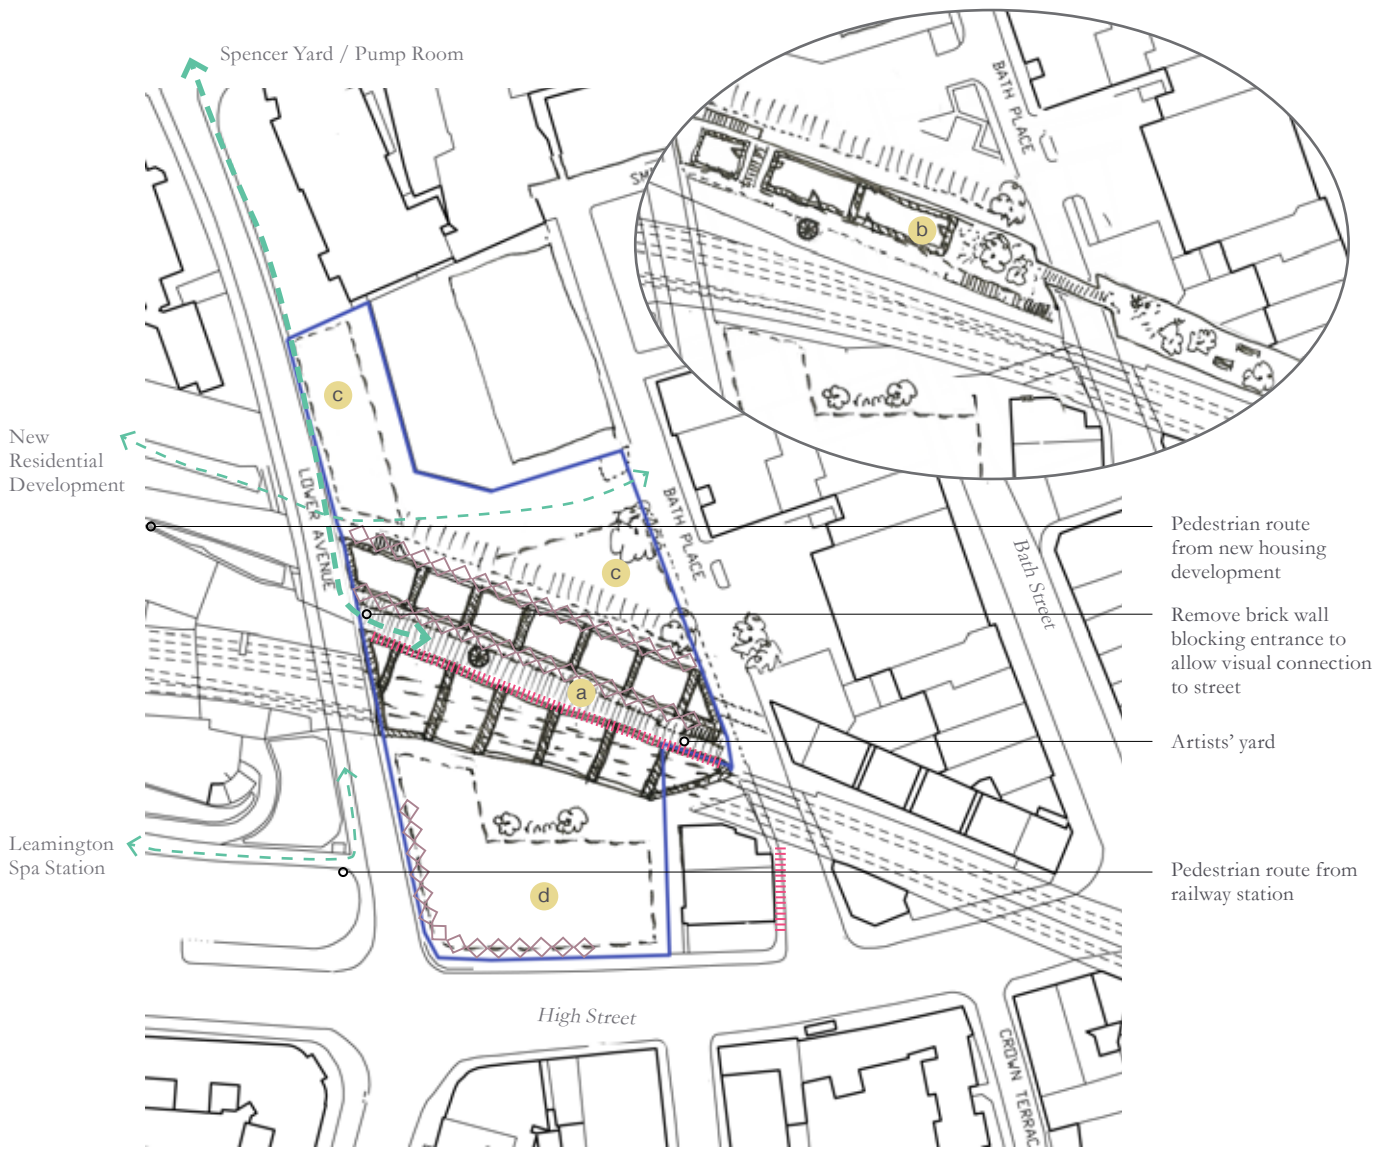 Spencer Yard / Pump Room
BATH PLACE
b
c
New
Residential
Development
LOWER AVENUE
BATH PLACE
Bath Street
Pedestrian route
from new housing
development
c
Remove brick wall
blocking entrance to
allow visual connection
to street
a
Artists' yard
Leamington
Spa Station
Pedestrian route from
railway station
d
High Street
CROWN TERRAC